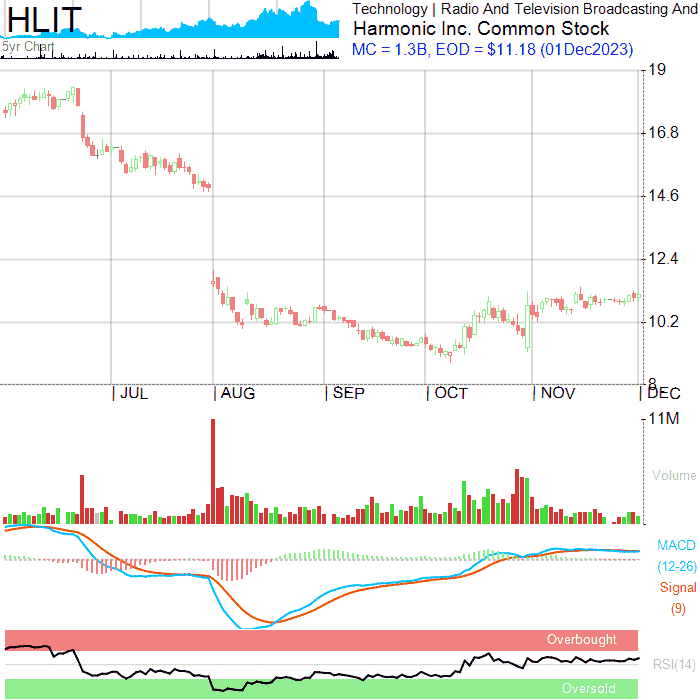 HLIT
5yr Chart
Technology | Radio And Television Broadcasting And
Harmonic Inc. Common Stock
MC = 1.3B, EOD = $11.18 (01Dec2023)
19
16.8
14.6
12.4
10.2
8
JUL
AUG
SEP
OCT
NOV
DEC
11M
Volume
MACD
(12-26)
Signal
(9)
Overbought
RSI(14)
Oversold